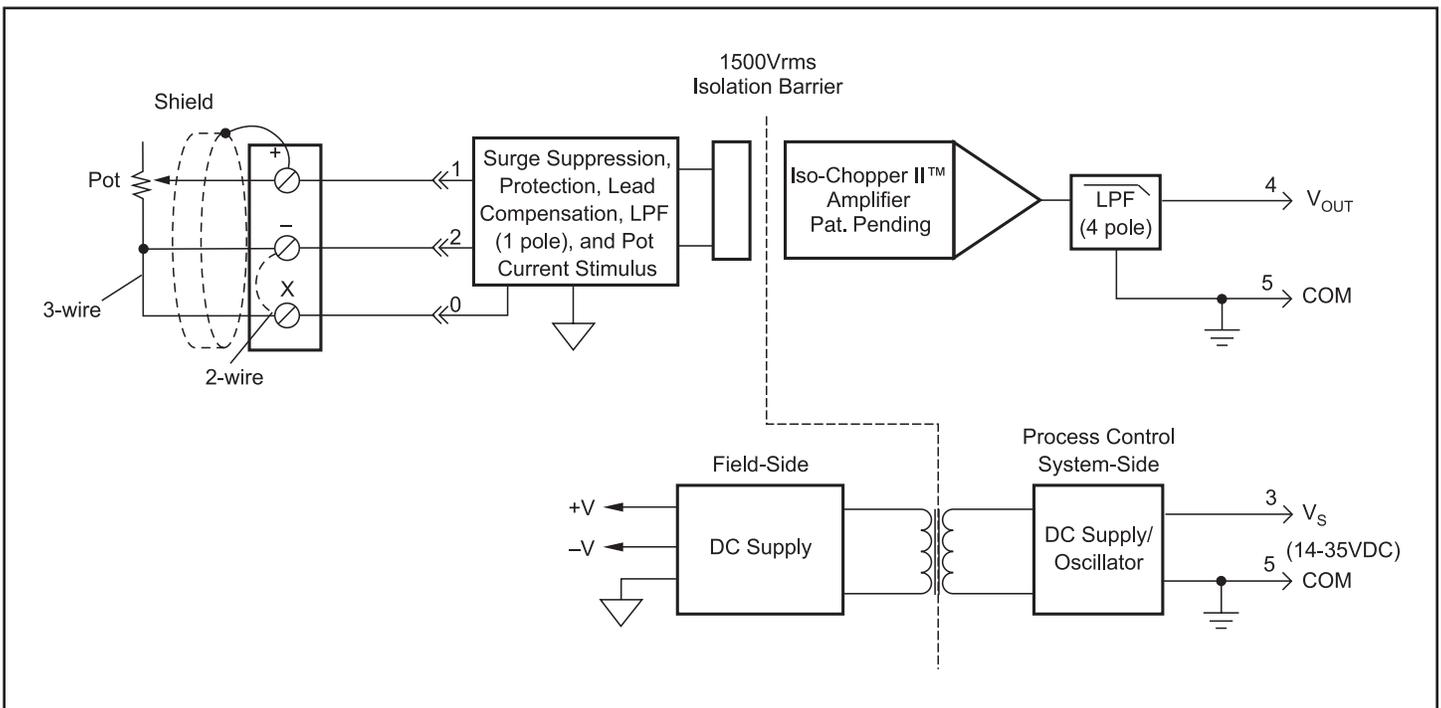 1500Vrms
Isolation Barrier
Shield
Pot
+
–
X
3-wire
2-wire
1
2
0
Surge Suppression,
Protection, Lead
Compensation, LPF
(1 pole), and Pot
Current Stimulus
Iso-Chopper II™
Amplifier
Pat. Pending
LPF
(4 pole)
4
VOUT
5
COM
Field-Side
+V
–V
DC Supply
Process Control
System-Side
DC Supply/
Oscillator
3
VS
(14-35VDC)
5
COM